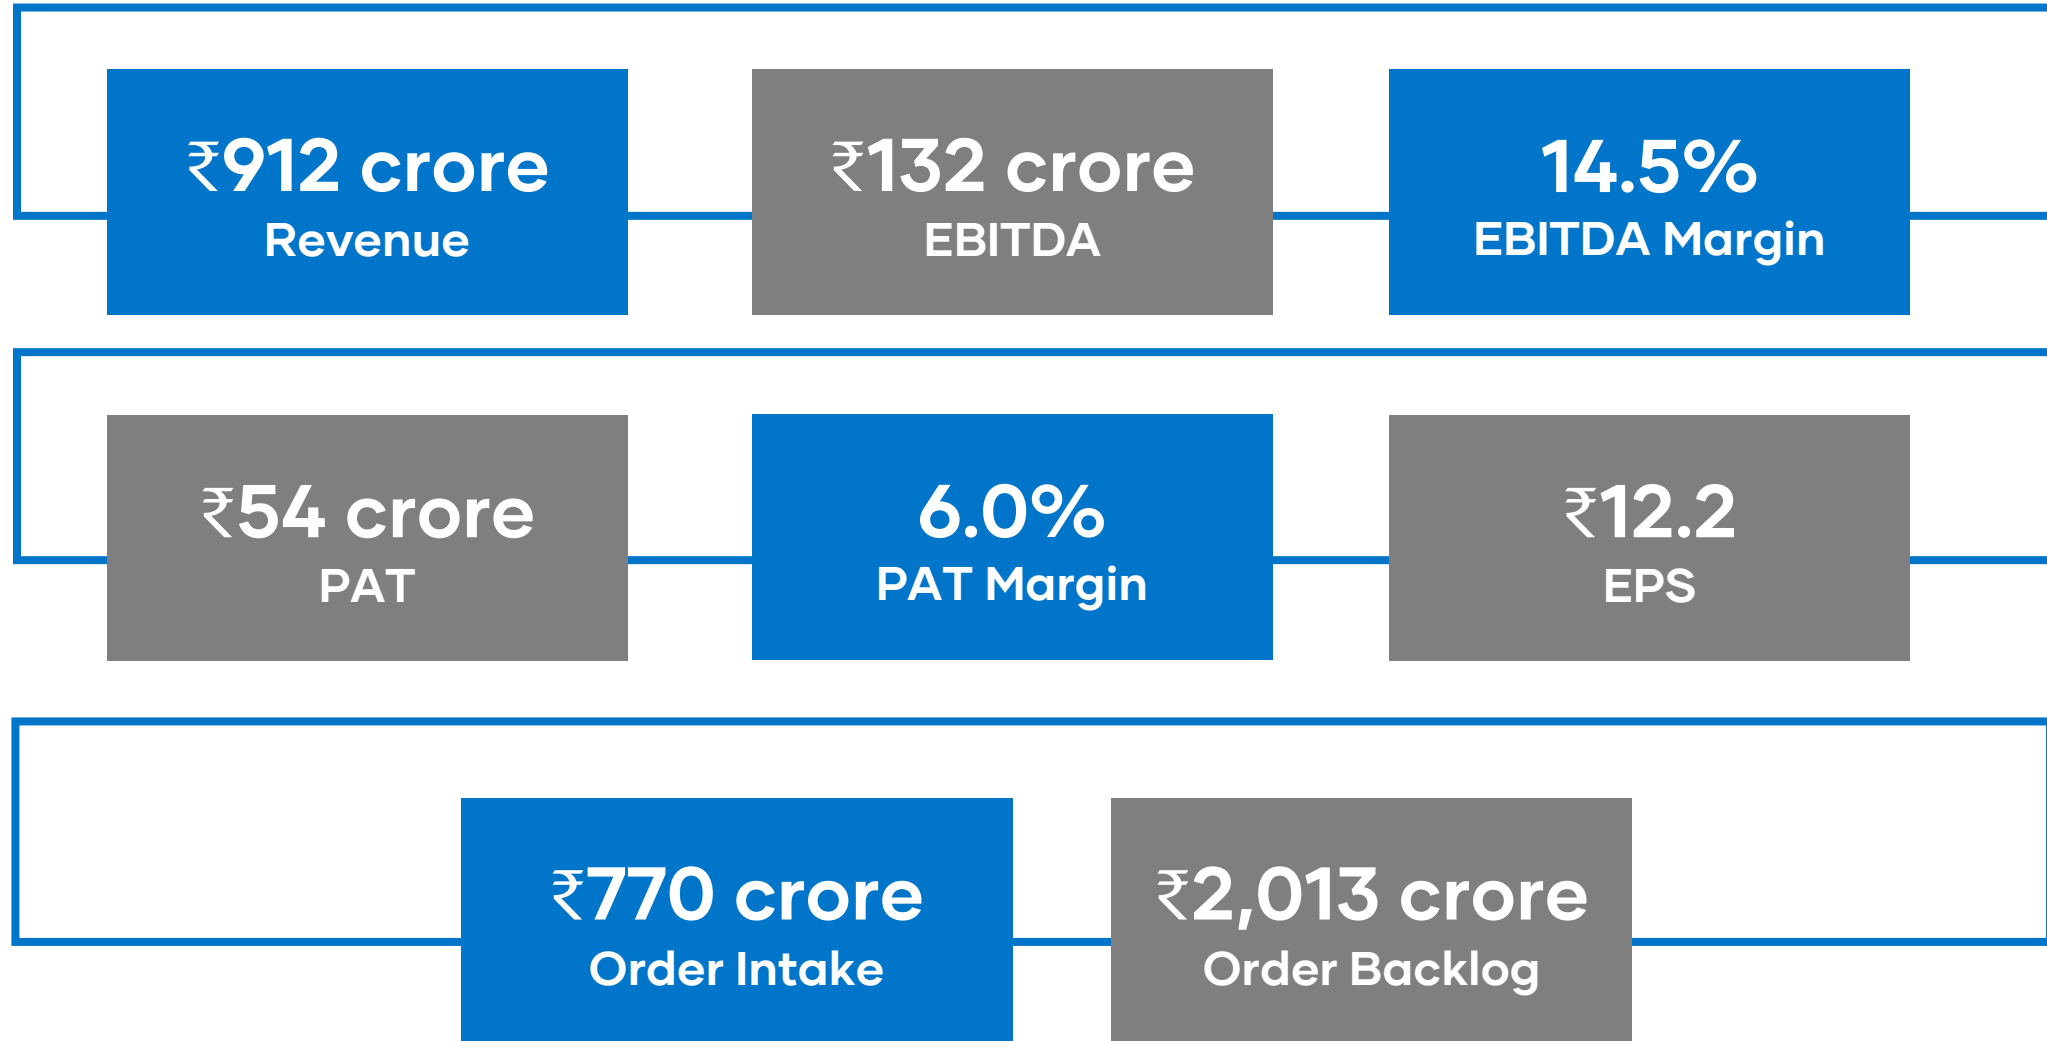 ₹912 crore
Revenue
₹132 crore
EBITDA
14.5%
EBITDA Margin
₹54 crore
PAT
6.0%
PAT Margin
₹12.2
EPS
₹770 crore
Order Intake
₹2,013 crore
Order Backlog